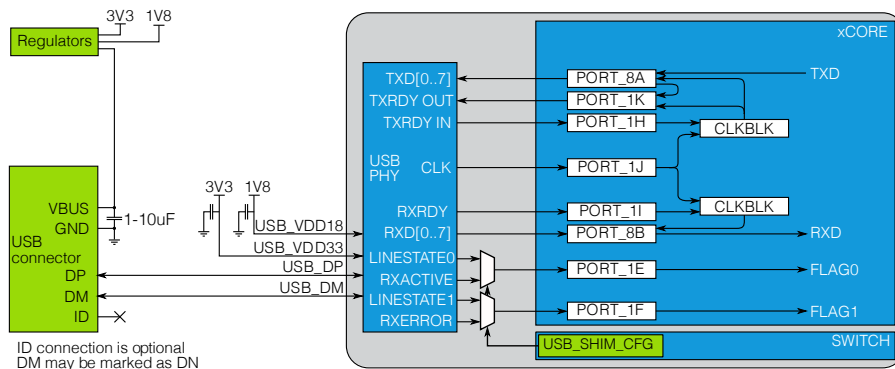 3V3 1V8
Regulators
xCORE
TXD[0..7] PORT_8A TXD
TXRDY OUT PORT_1K
TXRDY IN PORT_1H
CLKBLK
USB
PHY
CLK PORT_1J
3V3 1V8
VBUS
1-10uF
GND
USB
connector
DP
DM
ID
RXRDY PORT_1I
CLKBLK
USB_VDD18 RXD[0..7] PORT_8B RXD
USB_VDD33 LINESTATE0
USB_DP RXACTIVE PORT_1E FLAG0
USB_DM LINESTATE1
RXERROR PORT_1F FLAG1
USB_SHIM_CFG SWITCH
ID connection is optional
DM may be marked as DN